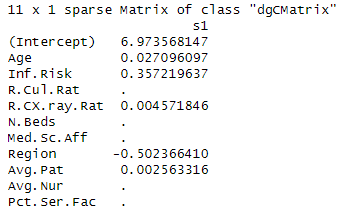 11 x 1 sparse Matrix of class "dgCMatrix"
s1
(Intercept) 6.973568147
Age 0.027096097
Inf.Risk 0.357219637
R.Cul.Rat .
R.CX.ray.Rat 0.004571846
N.Beds .
Med.Sc.Aff .
Region -0.502366410
Avg.Pat 0.002563316
Avg.Nur .
Pct.Ser.Fac .